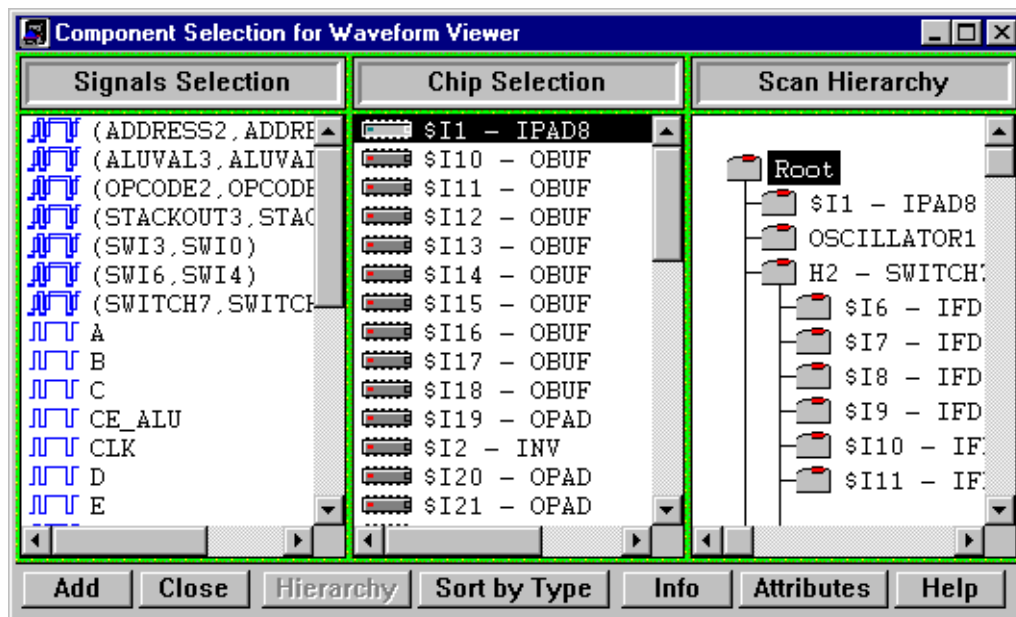 Component Selection for Waveform Viewer
Signals Selection
(ADDRESS2,ADDRE
(ALUVAL3,ALUVAI
(OPCODE2,OPCODE
(STACKOUT3,STAC
(SWI3,SWI0)
(SWI6,SWI4)
(SWITCH7,SWITCH
A
B
C
CE_ALU
CLK
D
E
Chip Selection
$I1 – IPAD8
$I10 – OBUF
$I11 – OBUF
$I12 – OBUF
$I13 – OBUF
$I14 – OBUF
$I15 – OBUF
$I16 – OBUF
$I17 – OBUF
$I18 – OBUF
$I19 – OPAD
$I2 – INV
$I20 – OPAD
$I21 – OPAD
Scan Hierarchy
Root
$I1 – IPAD8
OSCILLATOR1
H2 – SWITCH7
$I6 – IFD
$I7 – IFD
$I8 – IFD
$I9 – IFD
$I10 – IF
$I11 – IF
Add Close Hierarchy Sort by Type Info Attributes Help